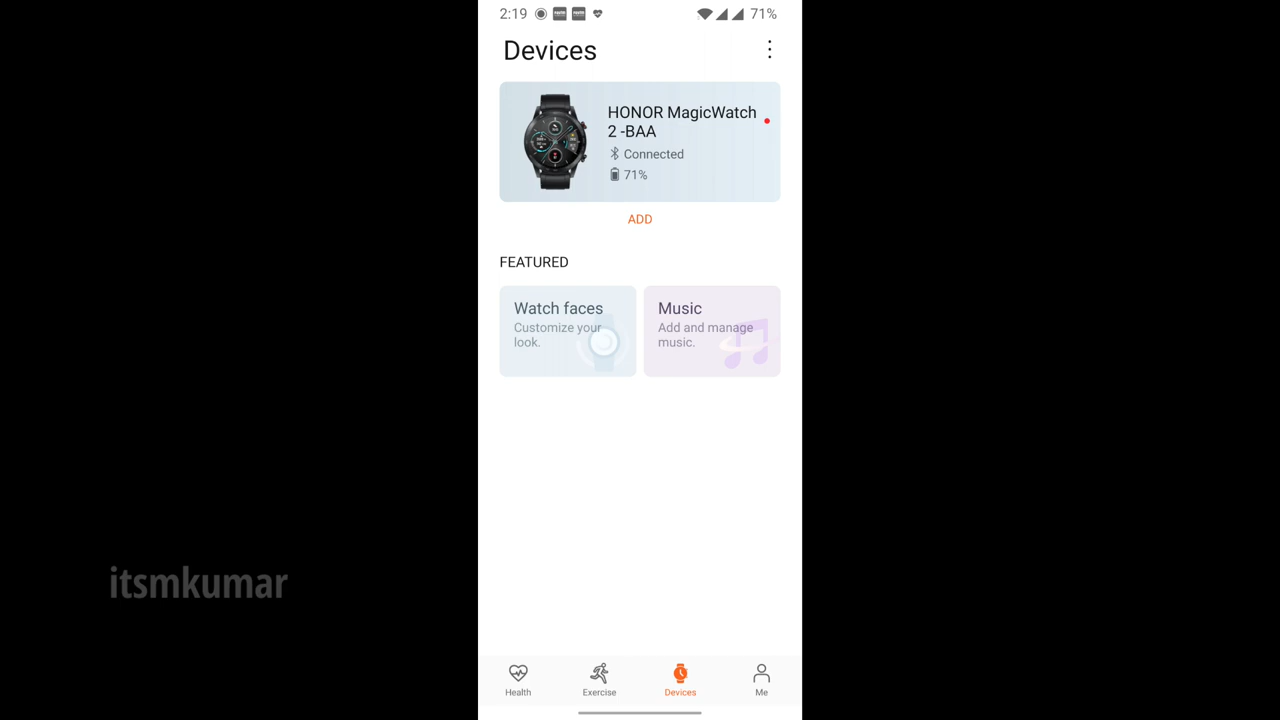 2:19
71%
Devices
HONOR MagicWatch
2 -BAA
Connected
71%
ADD
FEATURED
Watch faces
Customize your
look.
Music
Add and manage
music.
itsmkumar
Health
Exercise
Devices
Me